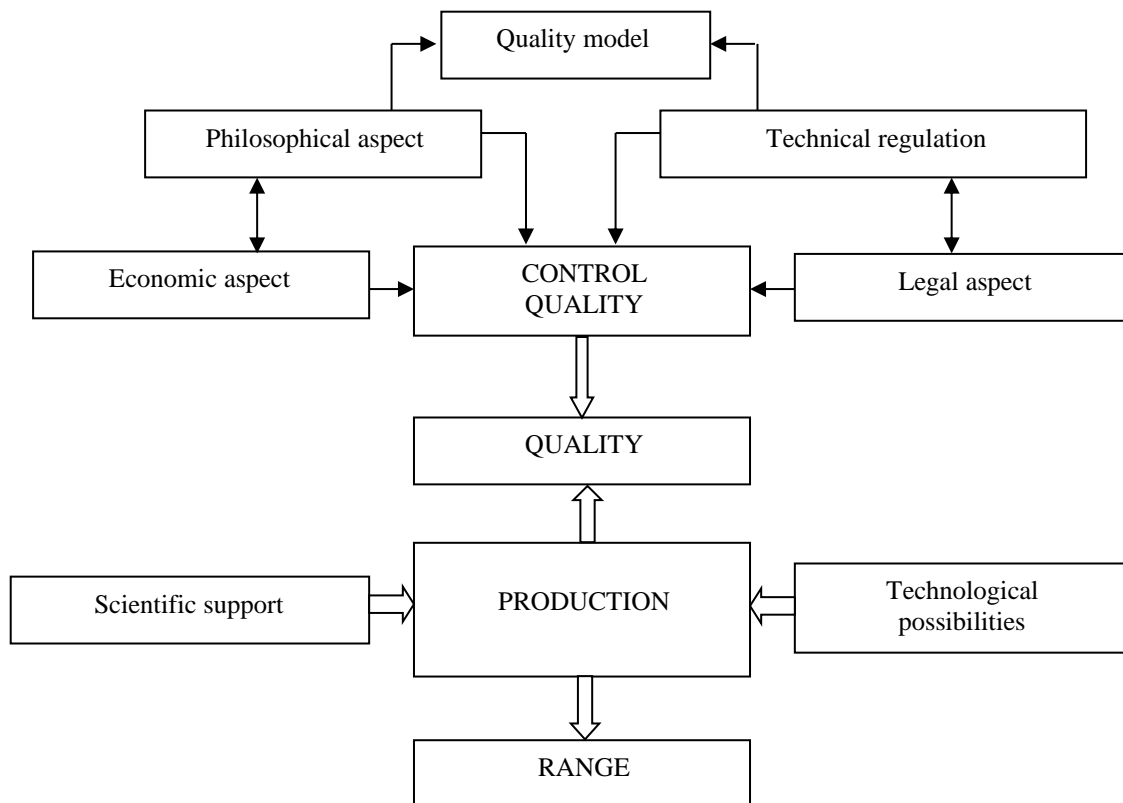 Quality model
Philosophical aspect
Technical regulation
Economic aspect
CONTROL
QUALITY
Legal aspect
QUALITY
Scientific support
PRODUCTION
Technological
possibilities
RANGE